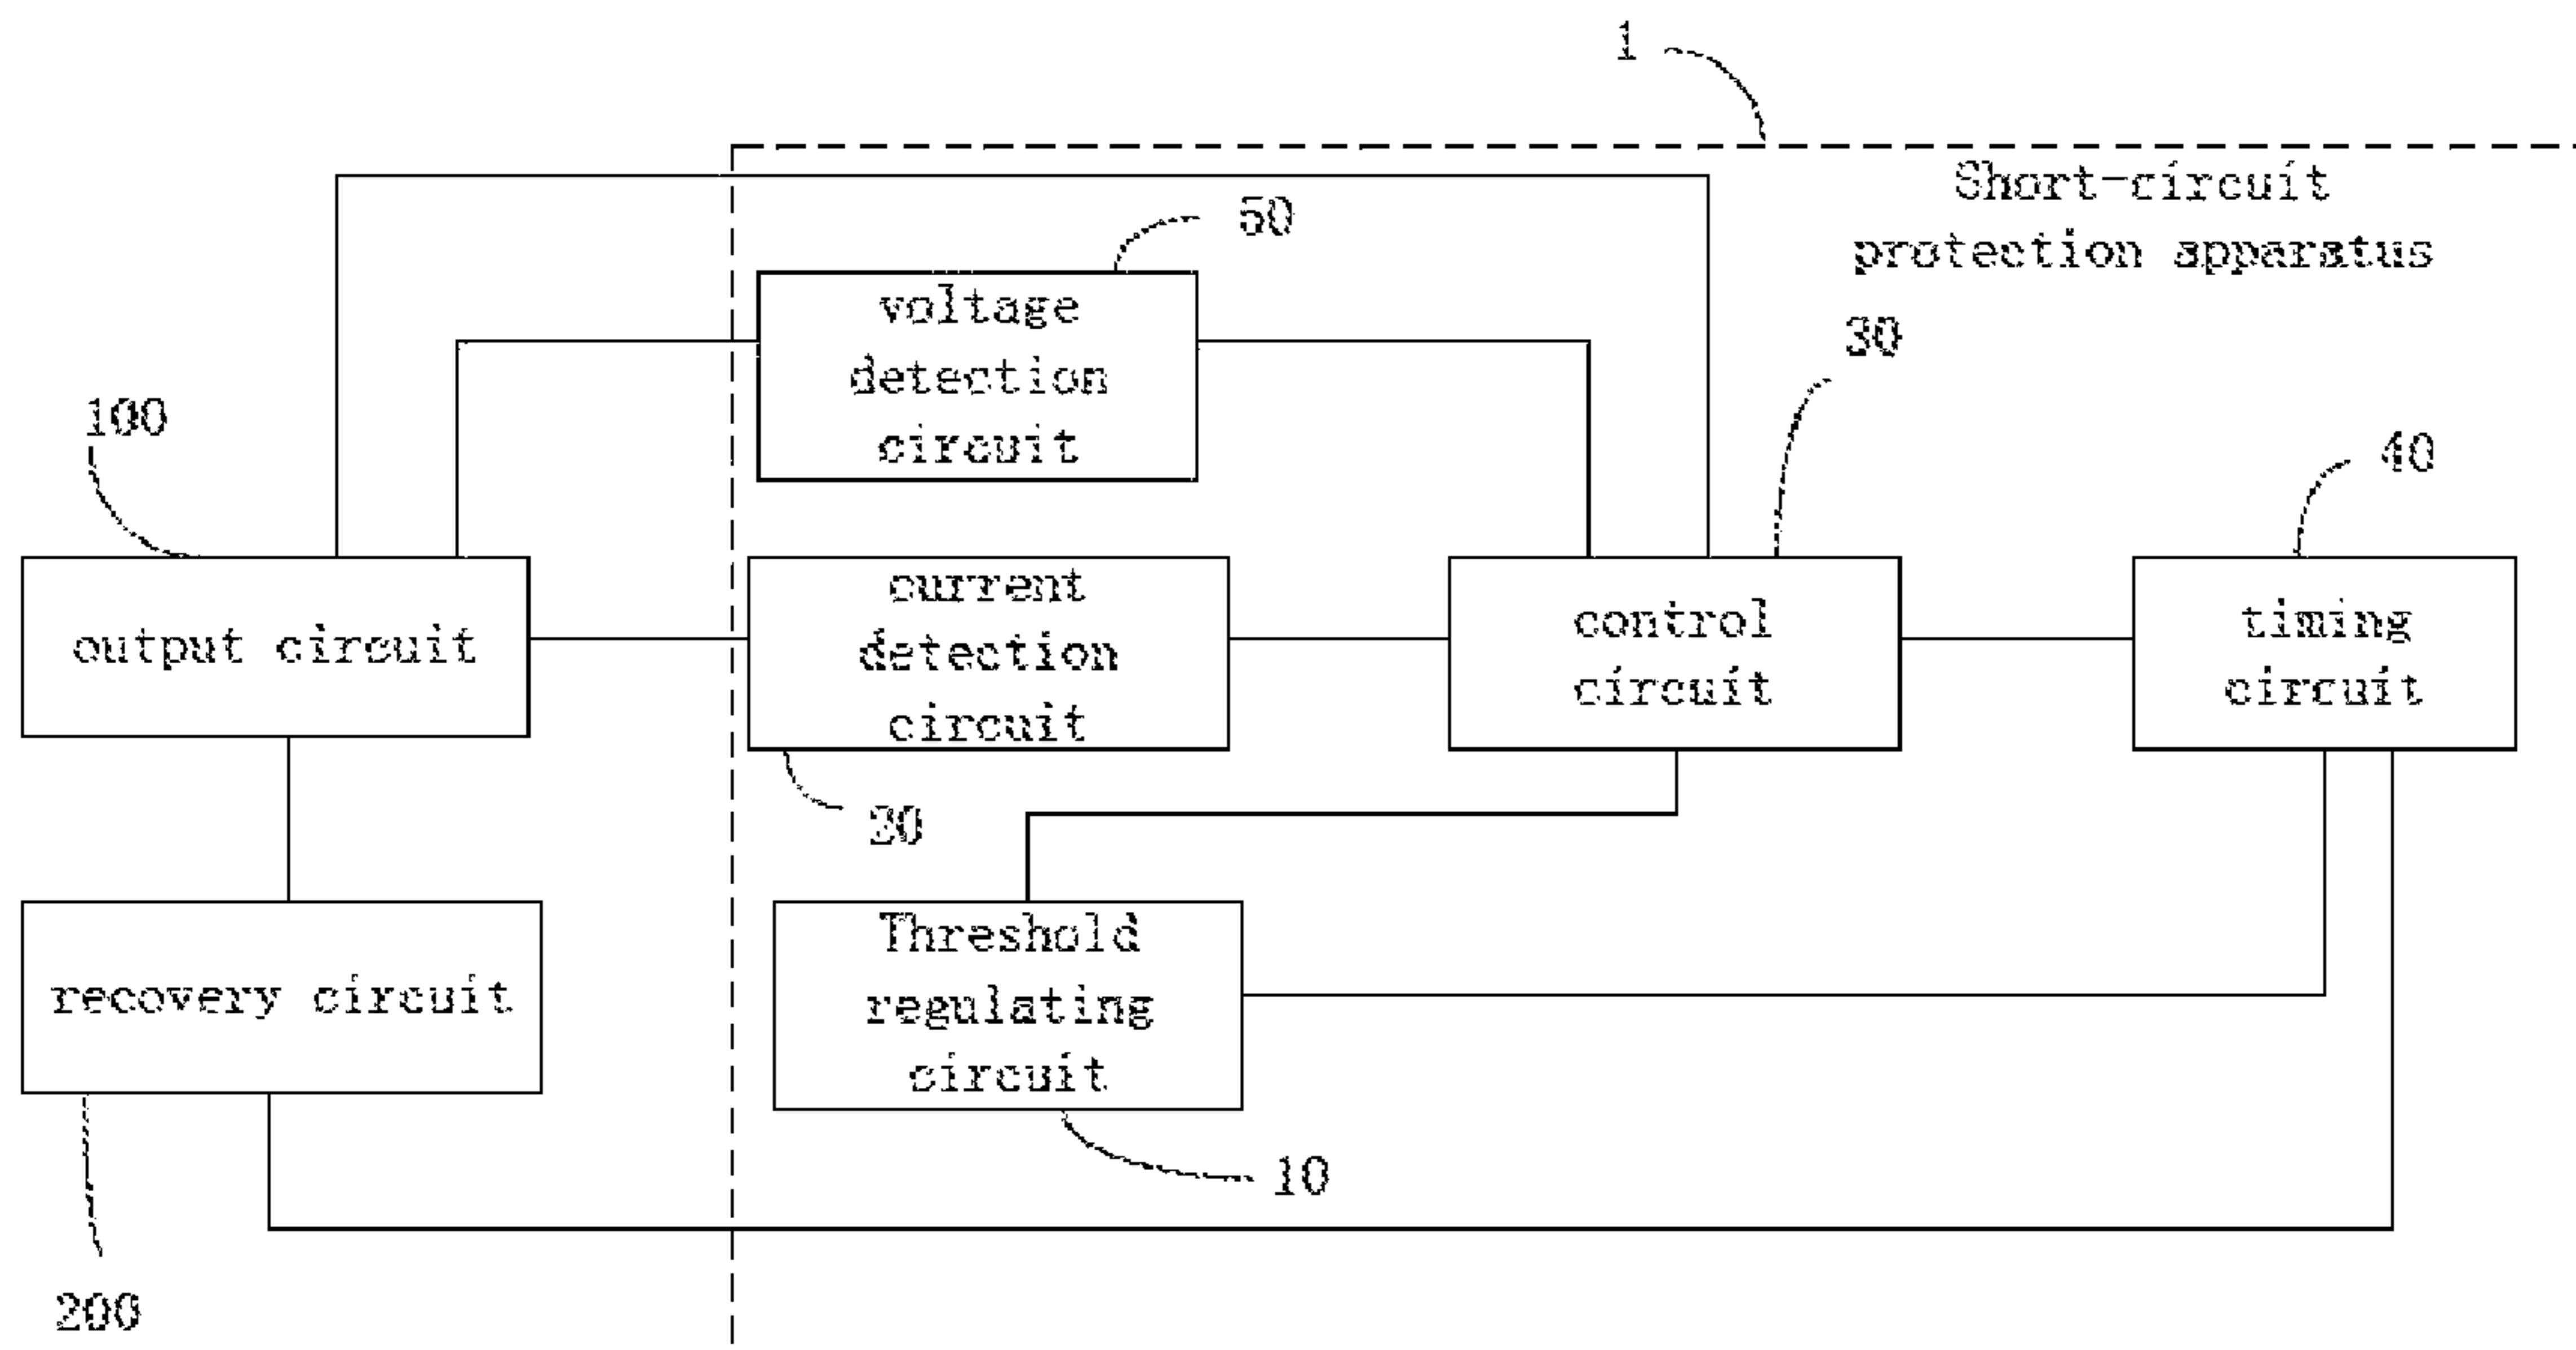 1
Short-circuit
protection apparatus
50
voltage
detection
circuit
30
100
40
output circuit
current
detection
circuit
control
circuit
timing
circuit
20
recovery circuit
Threshold
regulating
circuit
10
200